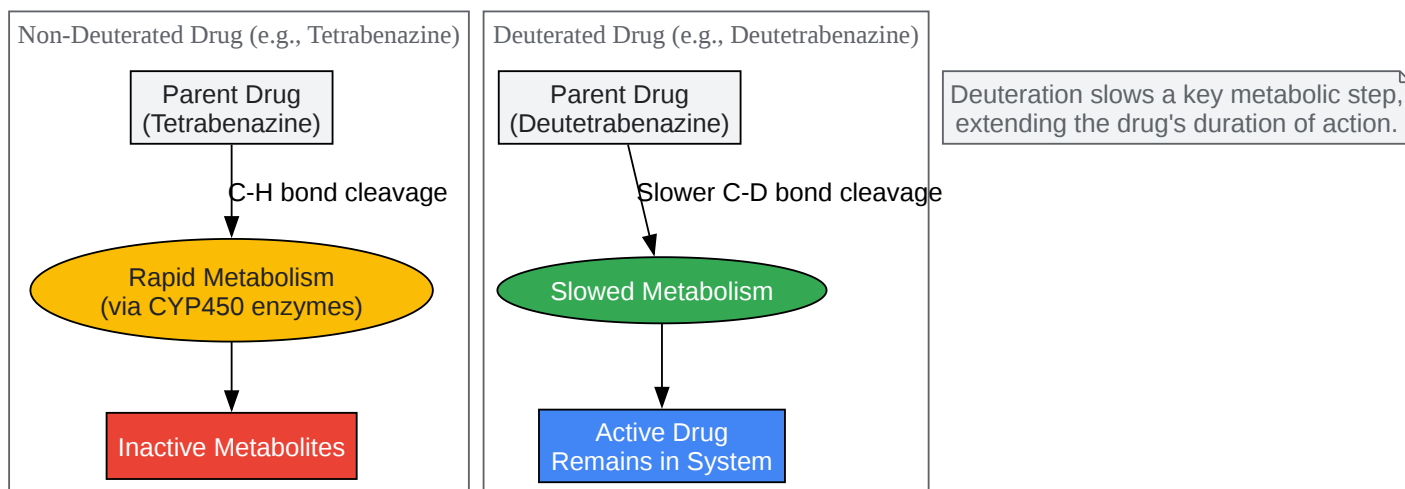 Non-Deuterated Drug (e.g., Tetrabenazine)
Parent Drug
(Tetrabenazine)
C-H bond cleavage
Rapid Metabolism
(via CYP450 enzymes)
Inactive Metabolites
Deuterated Drug (e.g., Deutetrabenazine)
Parent Drug
(Deutetrabenazine)
Slower C-D bond cleavage
Slowed Metabolism
Active Drug
Remains in System
Deuteration slows a key metabolic step,
extending the drug's duration of action.